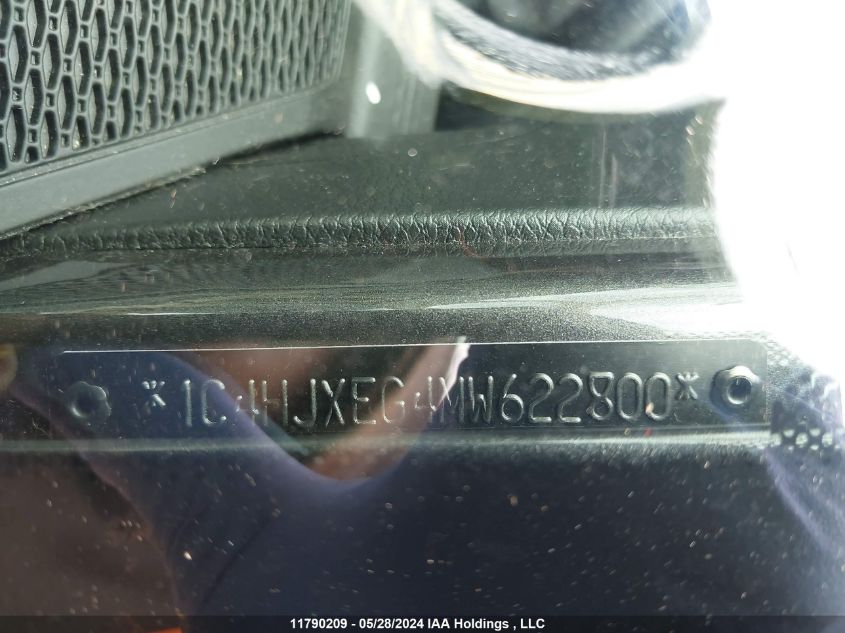 *1C4HJXEG4MW622800*
11790209 - 05/28/2024 IAA Holdings , LLC